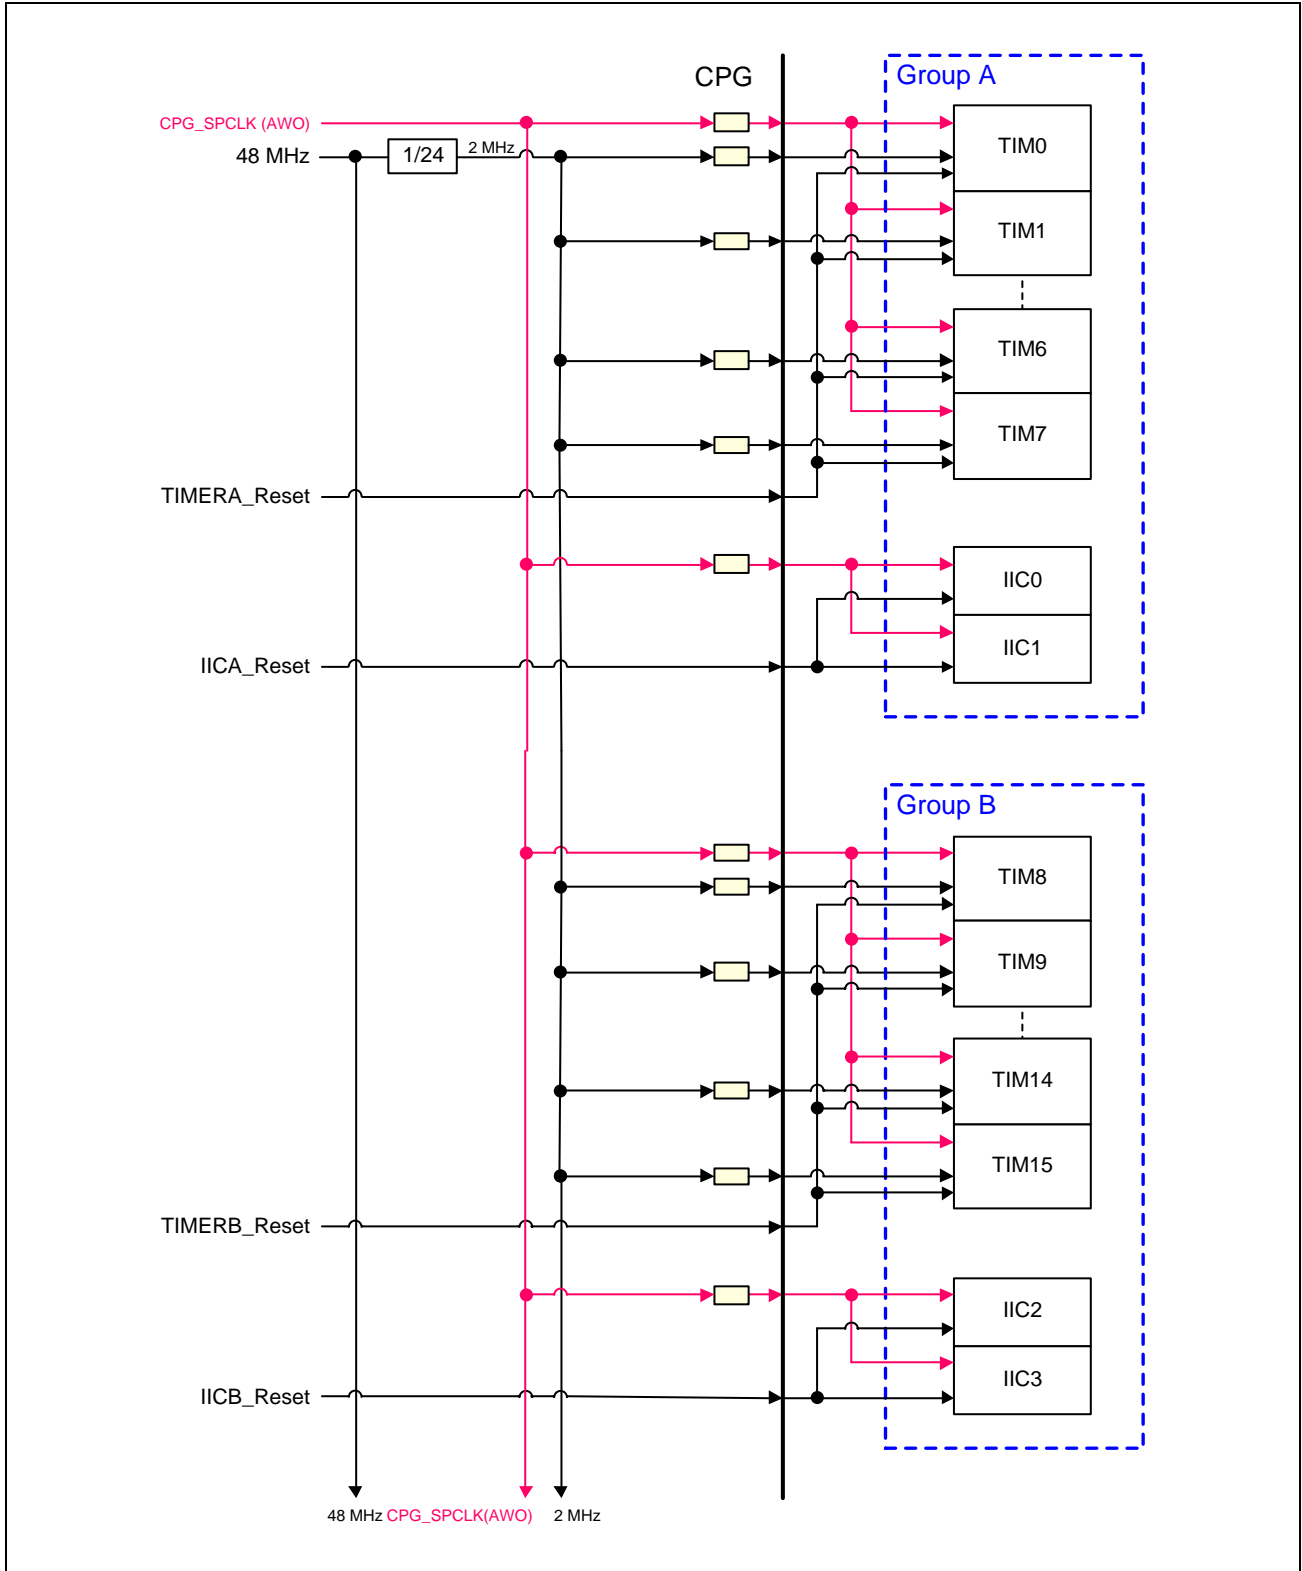 CPG
Group A
CPG_SPCLK (AWO)
48 MHz
1/24
2 MHz
TIM0
TIM1
TIM6
TIM7
TIMERA_Reset
IIC0
IIC1
IICA_Reset
Group B
TIM8
TIM9
TIM14
TIM15
TIMERB_Reset
IIC2
IIC3
IICB_Reset
48 MHz
CPG_SPCLK(AWO)
2 MHz